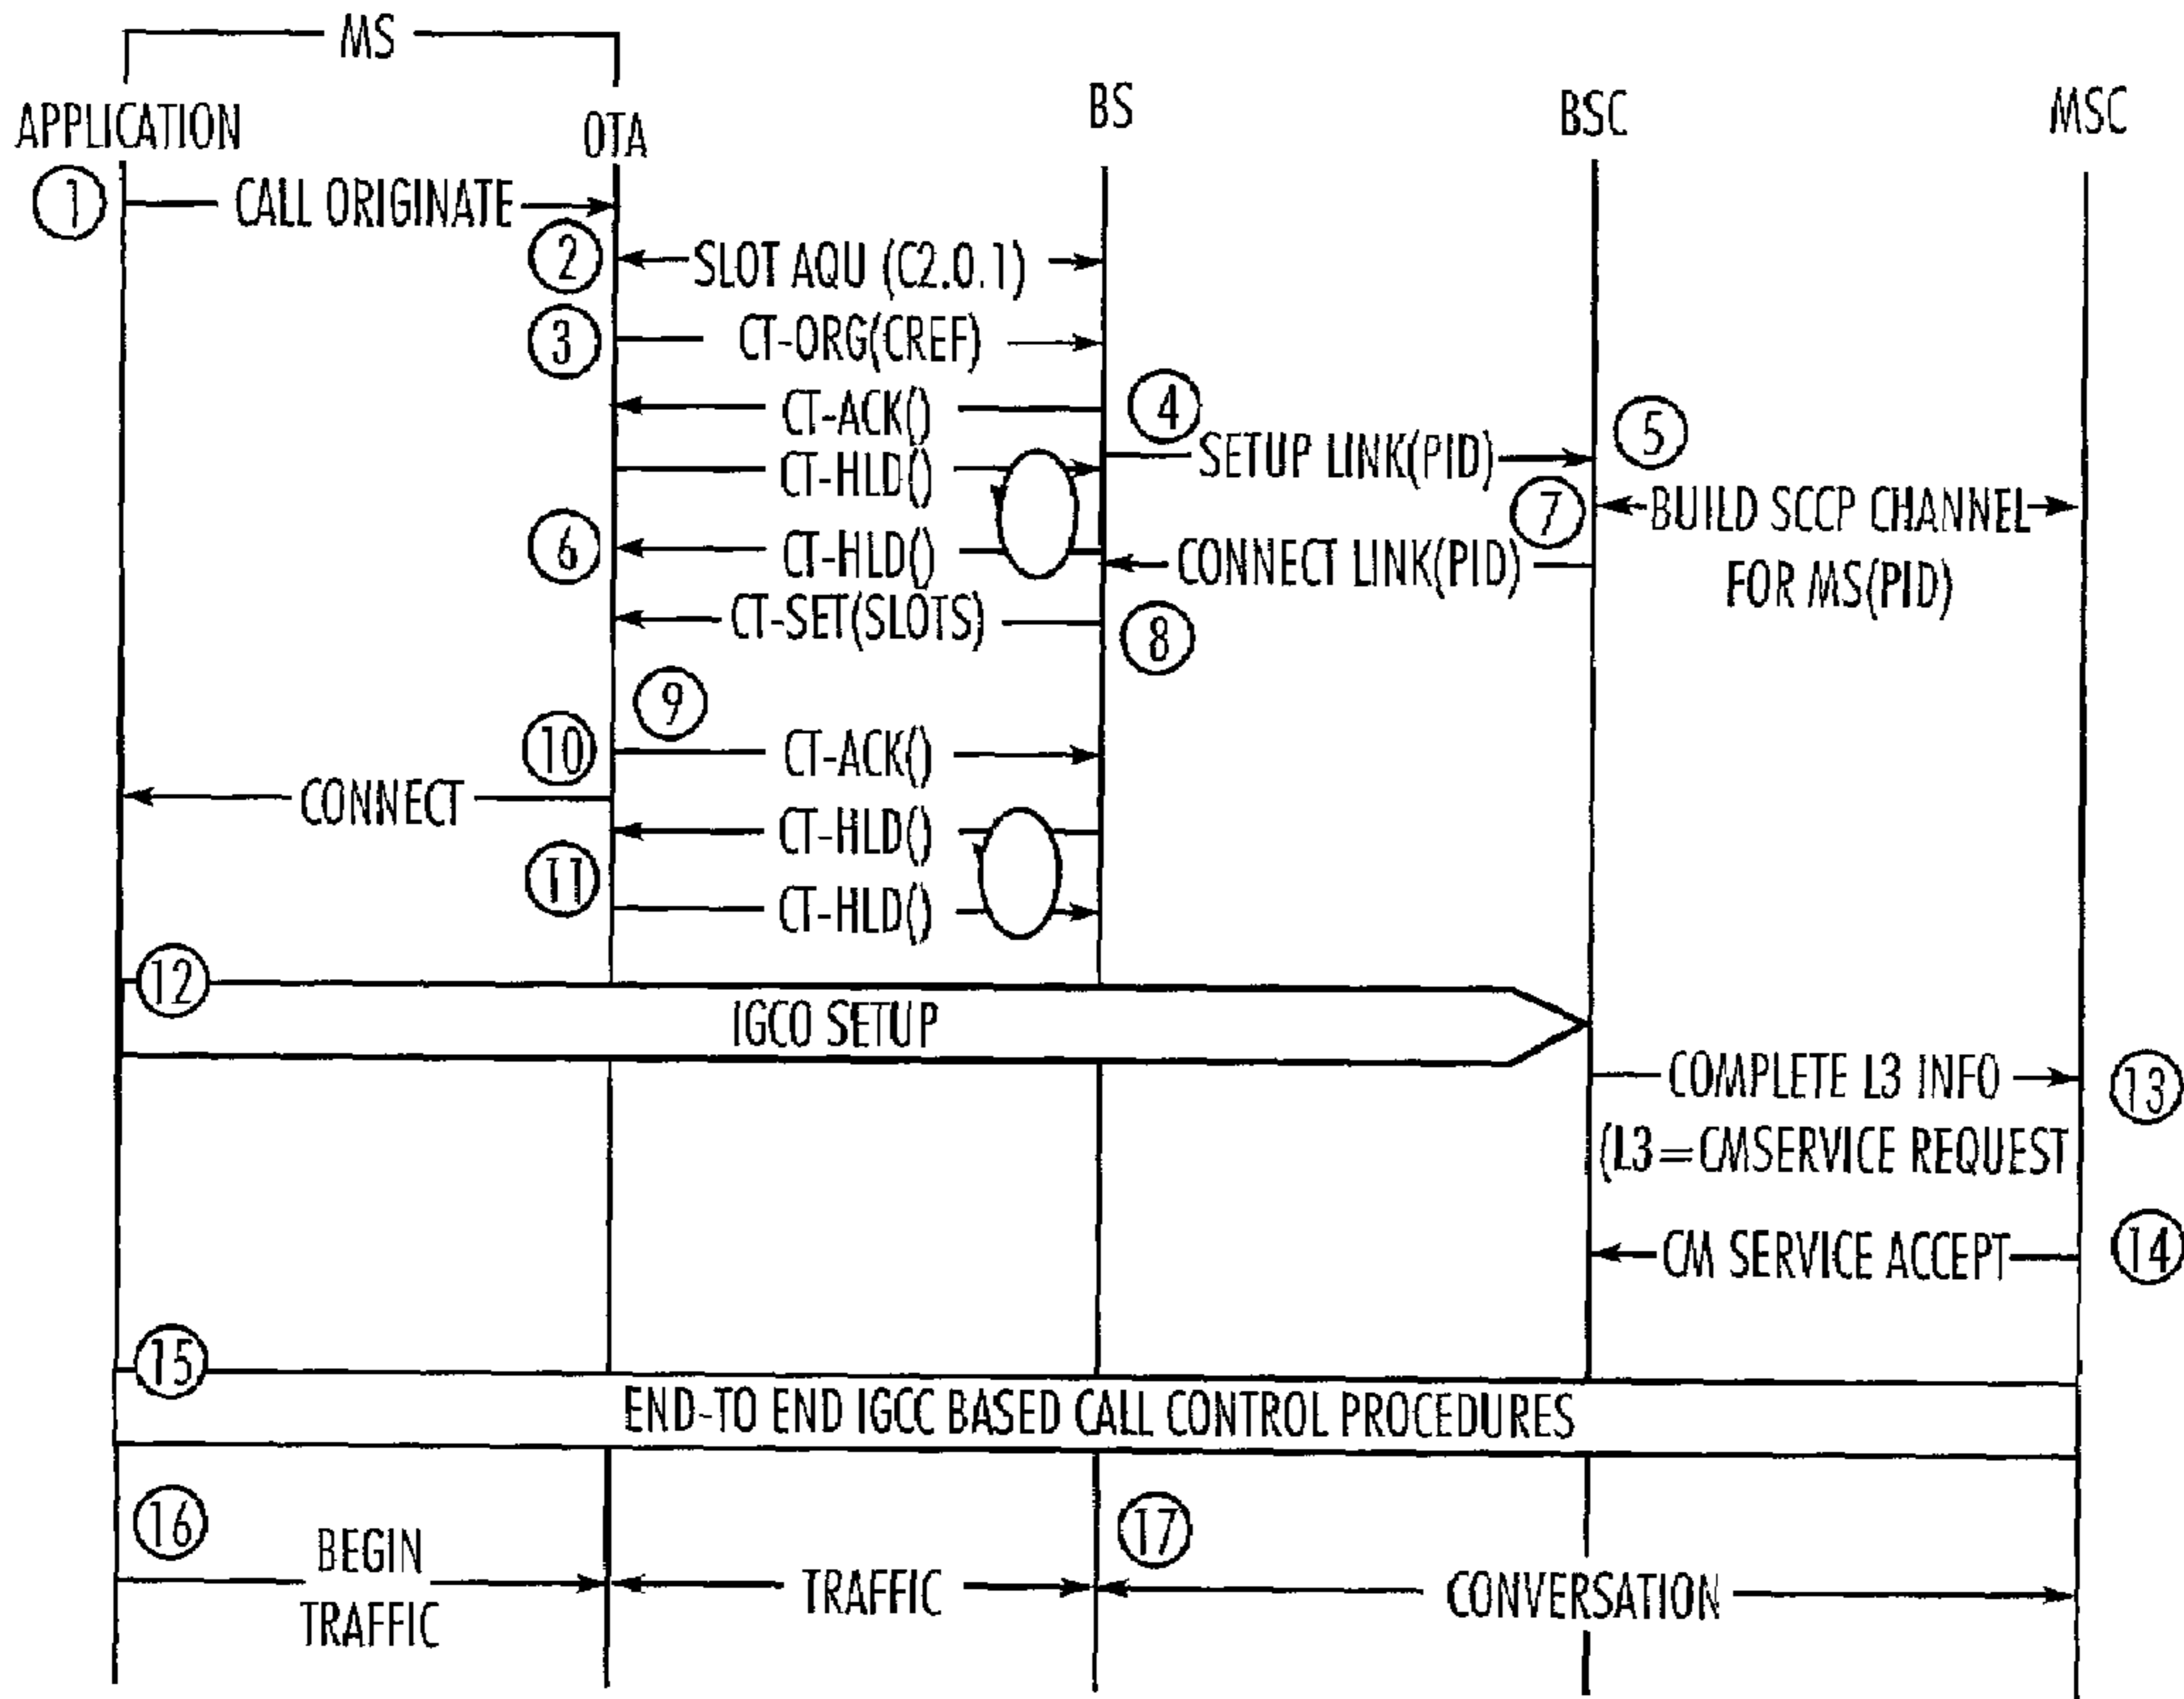 MS
APPLICATION
OTA
BS
BSC
MSC
1
CALL ORIGINATE
2
SLOT AQU (C2.0.1)
3
CT-ORG(CREF)
CT-ACK()
4
5
CT-HLD()
SETUP LINK(PID)
7
BUILD SCCP CHANNEL
FOR MS(PID)
6
CT-HLD()
CONNECT LINK(PID)
CT-SET(SLOTS)
8
9
10
CT-ACK()
CONNECT
CT-HLD()
11
CT-HLD()
12
IGCO SETUP
COMPLETE L3 INFO
13
(L3=CMSERVICE REQUEST
CM SERVICE ACCEPT
14
15
END-TO END IGCC BASED CALL CONTROL PROCEDURES
16
17
BEGIN
TRAFFIC
TRAFFIC
CONVERSATION